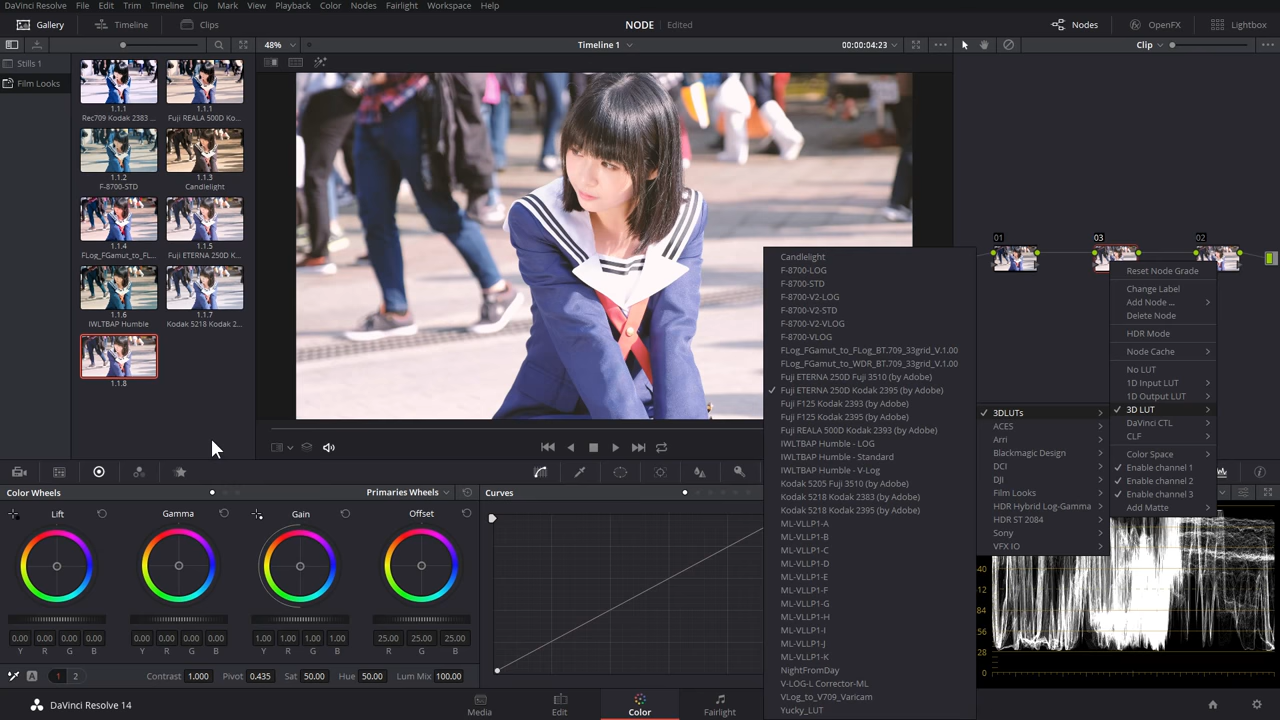 DaVinci Resolve File Edit Trim Timeline Clip Mark View Playback Color Nodes Fairlight Workspace Help
Gallery Timeline Clips NODE Edited Nodes OpenFX Lightbox
48% Timeline 1 00:00:04:23 Clip
Stills 1
Film Looks
1.1.1 1.1.1
Rec709 Kodak 2383 ... Fuji REALA 500D Ko...
1.1.2 1.1.3
F-8700-STD Candlelight
1.1.4 1.1.5
FLog_FGamut_to_FL... Fuji ETERNA 250D K...
1.1.6 1.1.7
IWLTBAP Humble Kodak 5218 Kodak 2...
1.1.8
01 03 02
Candlelight
F-8700-LOG
F-8700-STD
F-8700-V2-LOG
F-8700-V2-STD
F-8700-V2-VLOG
F-8700-VLOG
FLog_FGamut_to_FLog_BT.709_33grid_V.1.00
FLog_FGamut_to_WDR_BT.709_33grid_V.1.00
Fuji ETERNA 250D Fuji 3510 (by Adobe)
Fuji ETERNA 250D Kodak 2395 (by Adobe)
Fuji F125 Kodak 2393 (by Adobe)
Fuji F125 Kodak 2395 (by Adobe)
Fuji REALA 500D Kodak 2393 (by Adobe)
IWLTBAP Humble - LOG
IWLTBAP Humble - Standard
IWLTBAP Humble - V-Log
Kodak 5205 Fuji 3510 (by Adobe)
Kodak 5218 Kodak 2383 (by Adobe)
Kodak 5218 Kodak 2395 (by Adobe)
ML-VLLP1-A
ML-VLLP1-B
ML-VLLP1-C
ML-VLLP1-D
ML-VLLP1-E
ML-VLLP1-F
ML-VLLP1-G
ML-VLLP1-H
ML-VLLP1-I
ML-VLLP1-J
ML-VLLP1-K
NightFromDay
V-LOG-L Corrector-ML
VLog_to_V709_Varicam
Yucky_LUT
3DLUTs
ACES
Arri
Blackmagic Design
DCI
DJI
Film Looks
HDR Hybrid Log-Gamma
HDR ST 2084
Sony
VFX IO
Reset Node Grade
Change Label
Add Node ...
Delete Node
HDR Mode
Node Cache
No LUT
1D Input LUT
1D Output LUT
3D LUT
DaVinci CTL
CLF
Color Space
Enable channel 1
Enable channel 2
Enable channel 3
Add Matte
Color Wheels Primaries Wheels Curves
Lift Gamma Gain Offset
0.00 0.00 0.00 0.00 0.00 0.00 0.00 0.00 1.00 1.00 1.00 1.00 25.00 25.00 25.00
Y R G B Y R G B Y R G B R G B
A 1 2 Contrast 1.000 Pivot 0.435 Sat 50.00 Hue 50.00 Lum Mix 100.00
DaVinci Resolve 14 Media Edit Color Fairlight